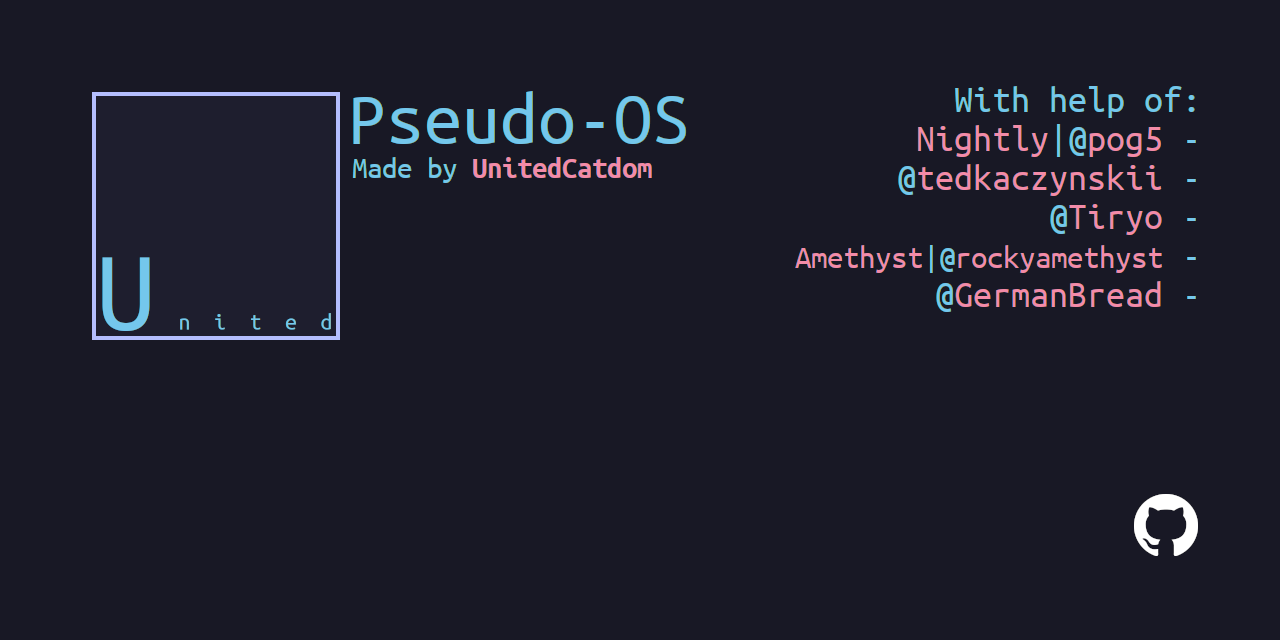 Pseudo-OS
Made by UnitedCatdom
U n i t e d
With help of:
Nightly|@pog5 -
@tedkaczynskii -
@Tiryo -
Amethyst|@rockyamethyst -
@GermanBread -